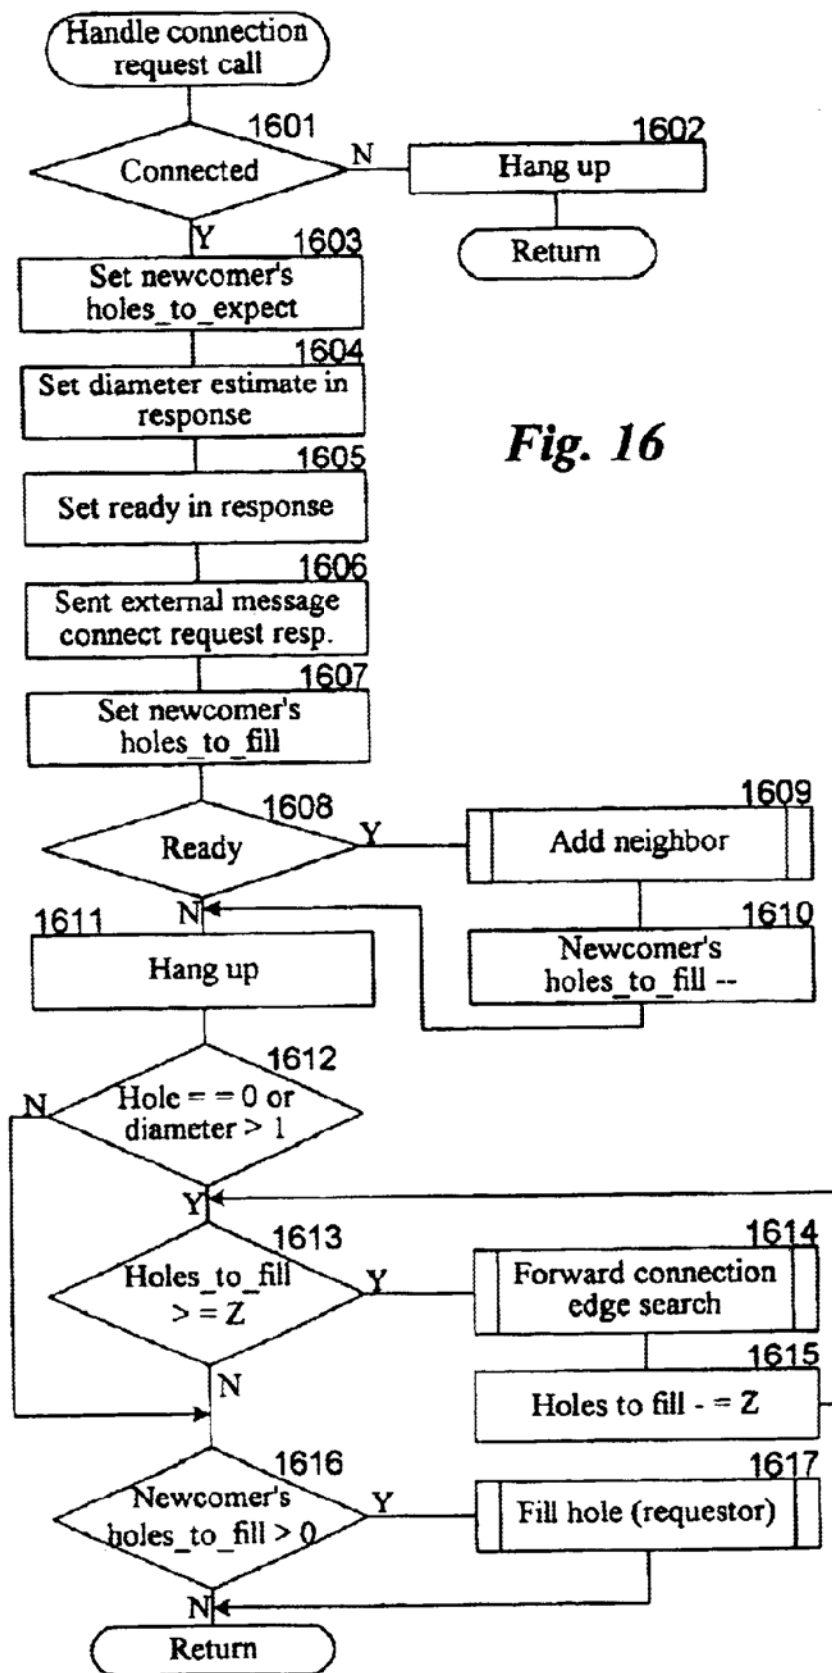 Handle connection
request call
1601
Connected
N
1602
Hang up
Return
Y
1603
Set newcomer's
holes_to_expect
1604
Set diameter estimate in
response
Fig. 16
1605
Set ready in response
1606
Sent external message
connect request resp.
1607
Set newcomer's
holes_to_fill
1608
Ready
Y
1609
Add neighbor
N
1610
Newcomer's
holes_to_fill --
1611
Hang up
1612
N
Hole = = 0 or
diameter > 1
Y
1613
Holes_to_fill
> = Z
Y
1614
Forward connection
edge search
N
1615
Holes to fill - = Z
1616
Newcomer's
holes_to_fill > 0
Y
1617
Fill hole (requestor)
N
Return